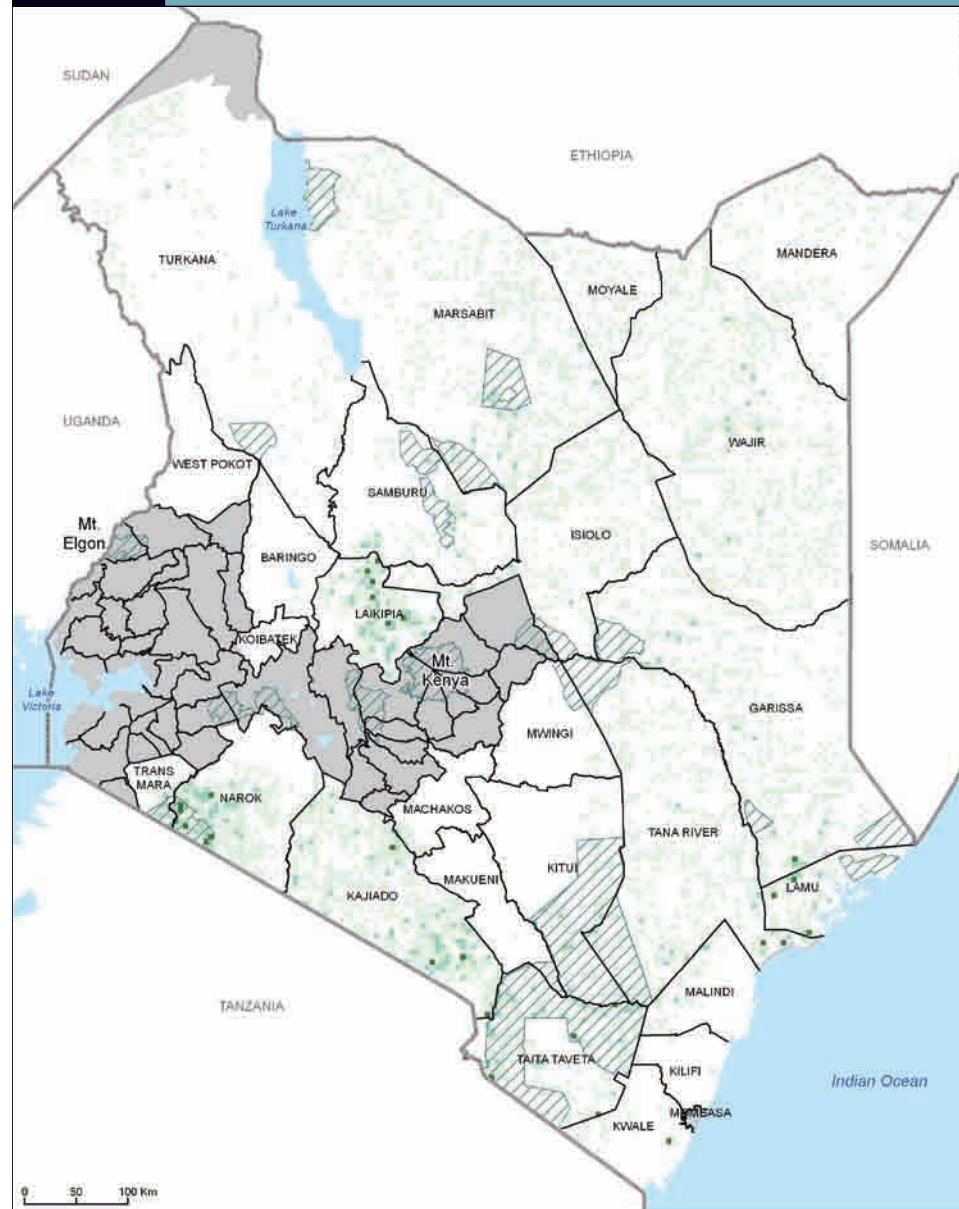 SUDAN
ETHIOPIA
Lake
Turkana
MANDERA
TURKANA
MOYALE
MARSABIT
UGANDA
WAJIR
WEST POKOT
SAMBURU
Mt.
Elgon
ISIOLO
SOMALIA
BARINGO
LAIKIPIA
KOIBATEK
Mt.
Kenya
Lake
Victoria
GARISSA
MWINGI
TRANS
MARA
NAROK
MACHAKOS
TANA RIVER
KITUI
MAKUENI
LAMU
KAJIADO
MALINDI
TANZANIA
TAITA TAVETA
KILIFI
Indian Ocean
MOMBASA
KWALE
0 50 100 Km